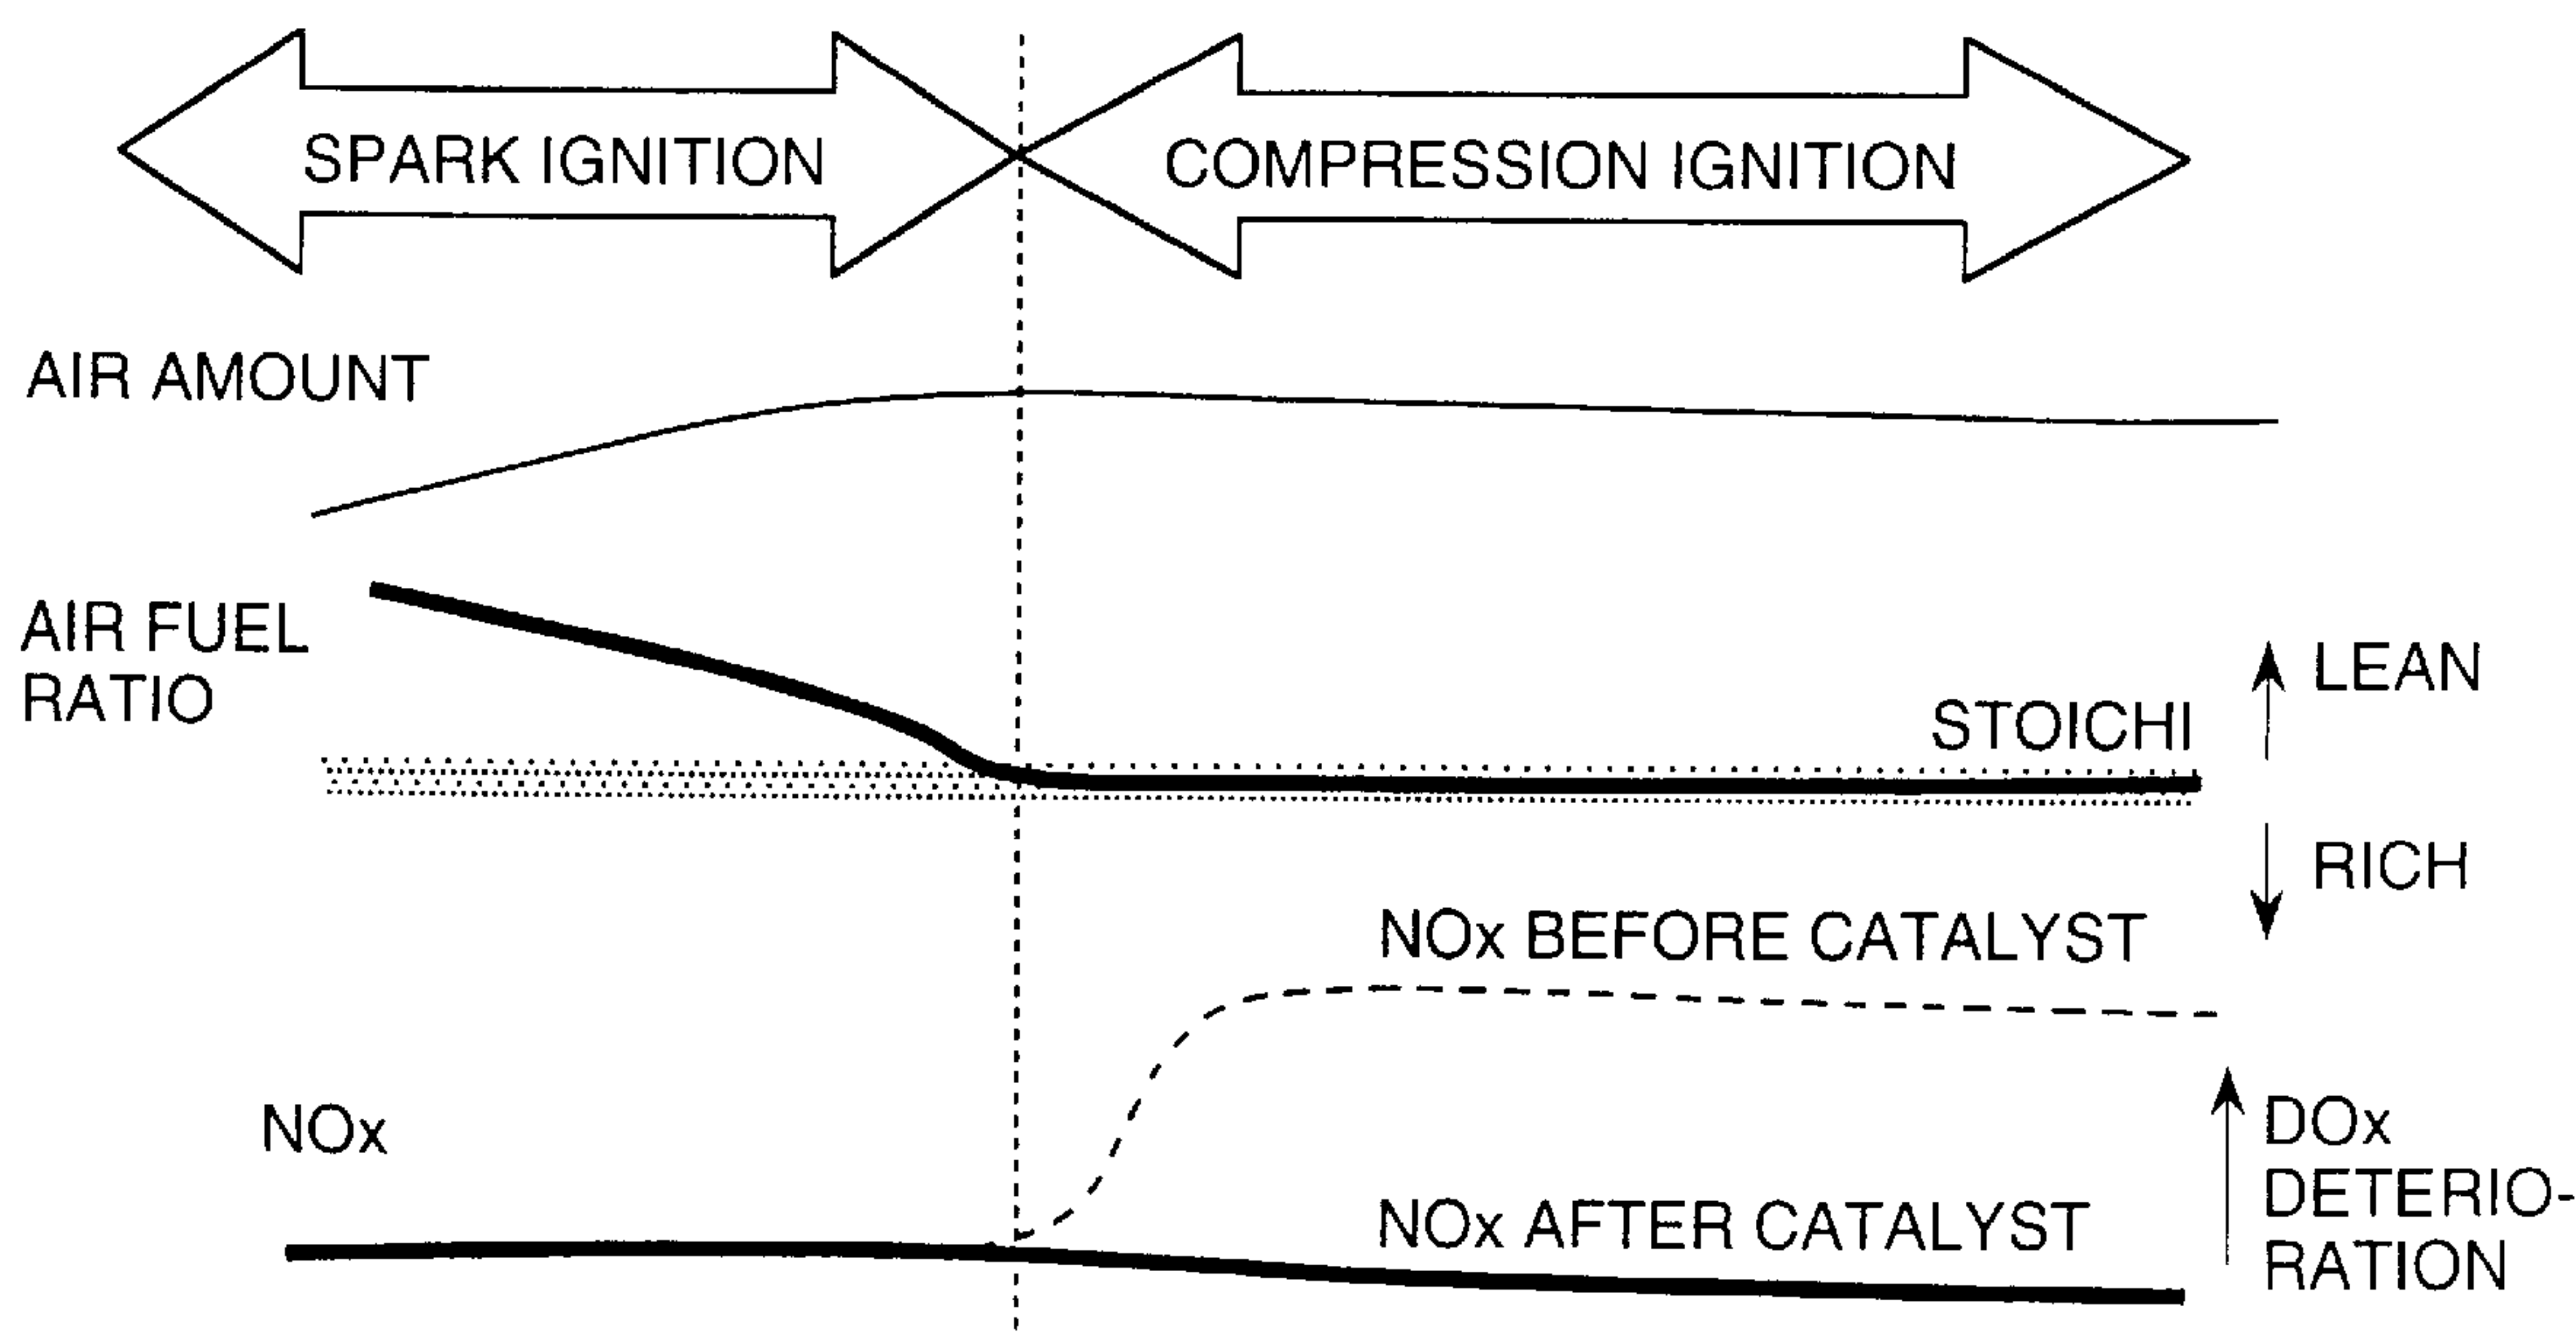 SPARK IGNITION
COMPRESSION IGNITION
AIR AMOUNT
AIR FUEL
RATIO
LEAN
STOICHI
RICH
NOx BEFORE CATALYST
NOx
DOx
DETERIO-
RATION
NOx AFTER CATALYST